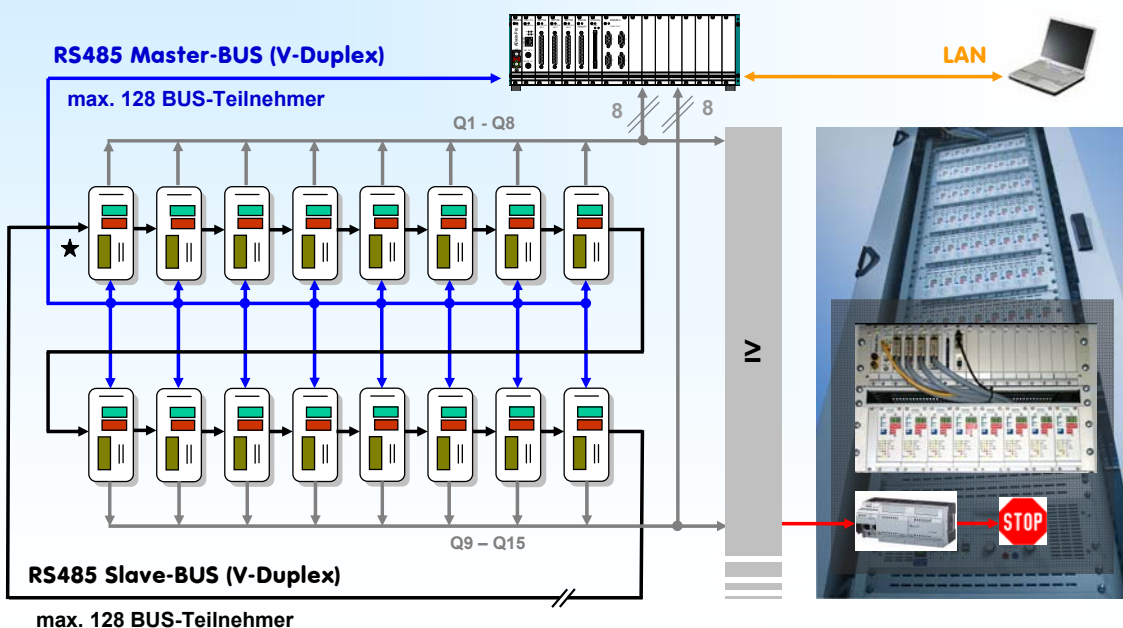 RS485 Master-BUS (V-Duplex)
max. 128 BUS-Teilnehmer
LAN
8
8
Q1 - Q8
≥
Q9 – Q15
STOP
RS485 Slave-BUS (V-Duplex)
max. 128 BUS-Teilnehmer